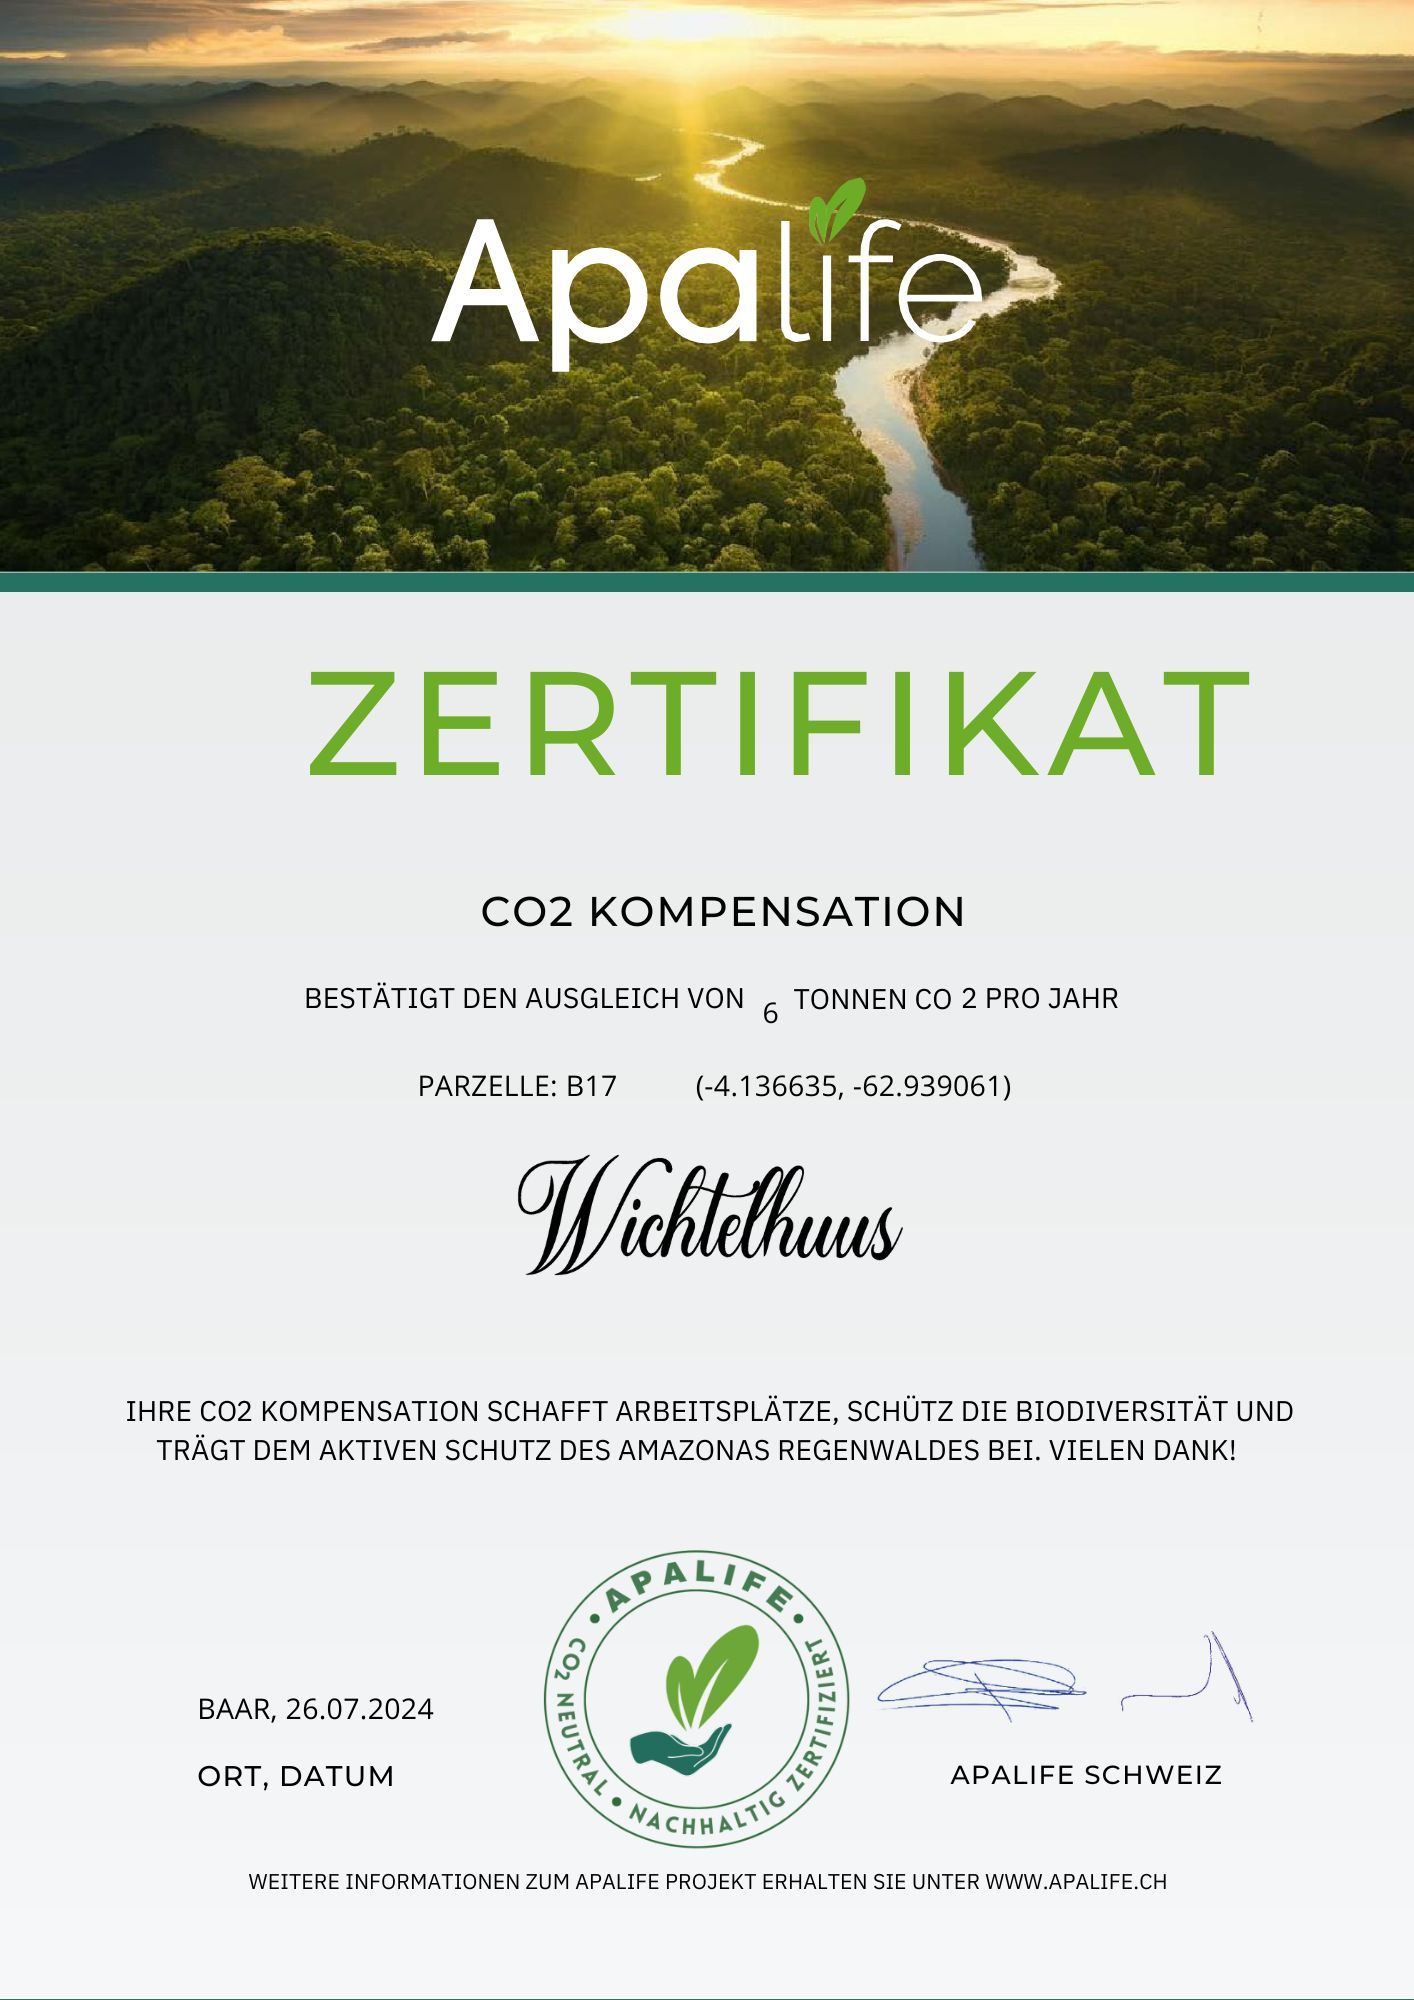 Apalife
ZERTIFIKAT
CO2 KOMPENSATION
BESTÄTIGT DEN AUSGLEICH VON 6 TONNEN CO 2 PRO JAHR
PARZELLE: B17 (-4.136635, -62.939061)
Wichtelhuus
IHRE CO2 KOMPENSATION SCHAFFT ARBEITSPLÄTZE, SCHÜTZ DIE BIODIVERSITÄT UND
TRÄGT DEM AKTIVEN SCHUTZ DES AMAZONAS REGENWALDES BEI. VIELEN DANK!
• APALIFE •
CO2 NEUTRAL • NACHHALTIG ZERTIFIZIERT
BAAR, 26.07.2024
ORT, DATUM
APALIFE SCHWEIZ
WEITERE INFORMATIONEN ZUM APALIFE PROJEKT ERHALTEN SIE UNTER WWW.APALIFE.CH